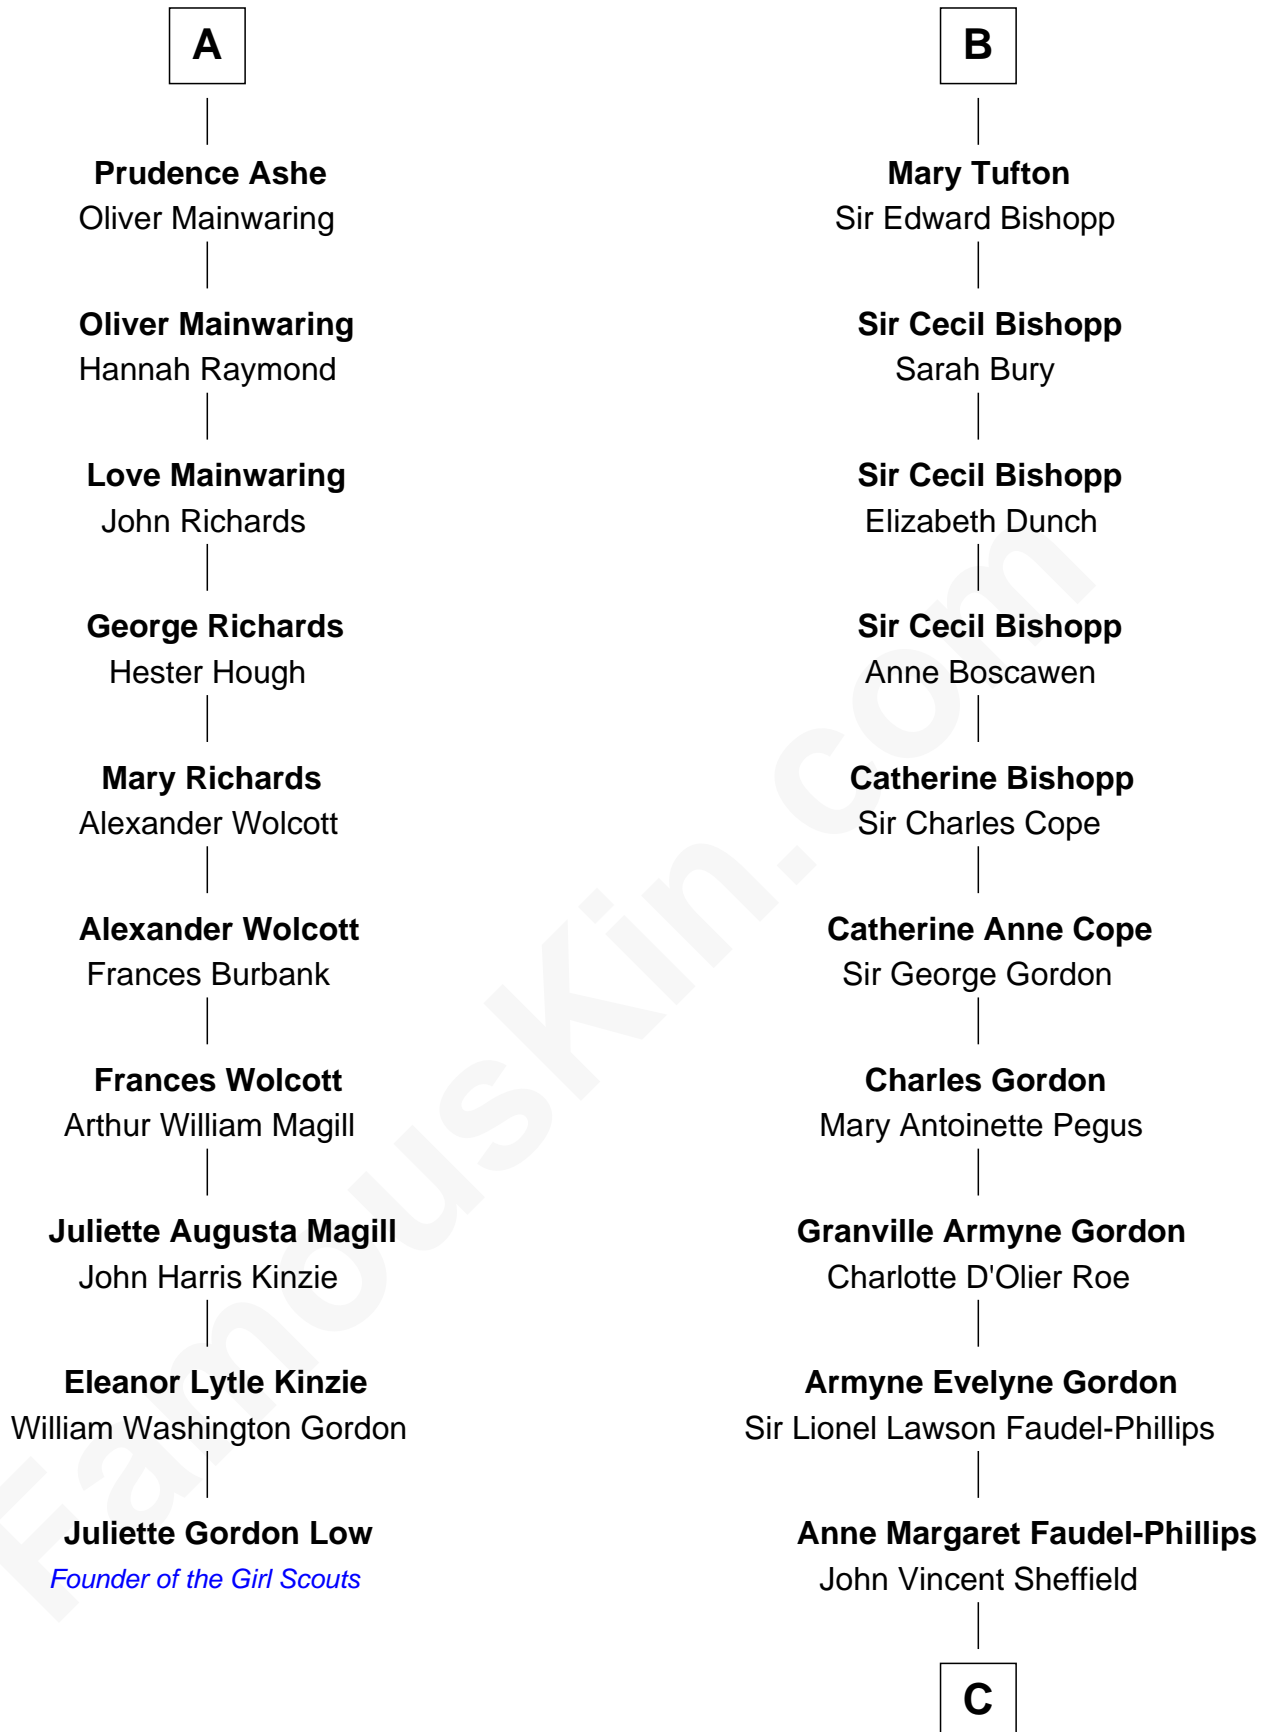 A
Prudence Ashe
Oliver Mainwaring
Oliver Mainwaring
Hannah Raymond
Love Mainwaring
John Richards
George Richards
Hester Hough
Mary Richards
Alexander Wolcott
Alexander Wolcott
Frances Burbank
Frances Wolcott
Arthur William Magill
Juliette Augusta Magill
John Harris Kinzie
Eleanor Lytle Kinzie
William Washington Gordon
Juliette Gordon Low
Founder of the Girl Scouts
B
Mary Tufton
Sir Edward Bishopp
Sir Cecil Bishopp
Sarah Bury
Sir Cecil Bishopp
Elizabeth Dunch
Sir Cecil Bishopp
Anne Boscawen
Catherine Bishopp
Sir Charles Cope
Catherine Anne Cope
Sir George Gordon
Charles Gordon
Mary Antoinette Pegus
Granville Armyne Gordon
Charlotte D'Olier Roe
Armyne Evelyne Gordon
Sir Lionel Lawson Faudel-Phillips
Anne Margaret Faudel-Phillips
John Vincent Sheffield
C
FamousKin.com